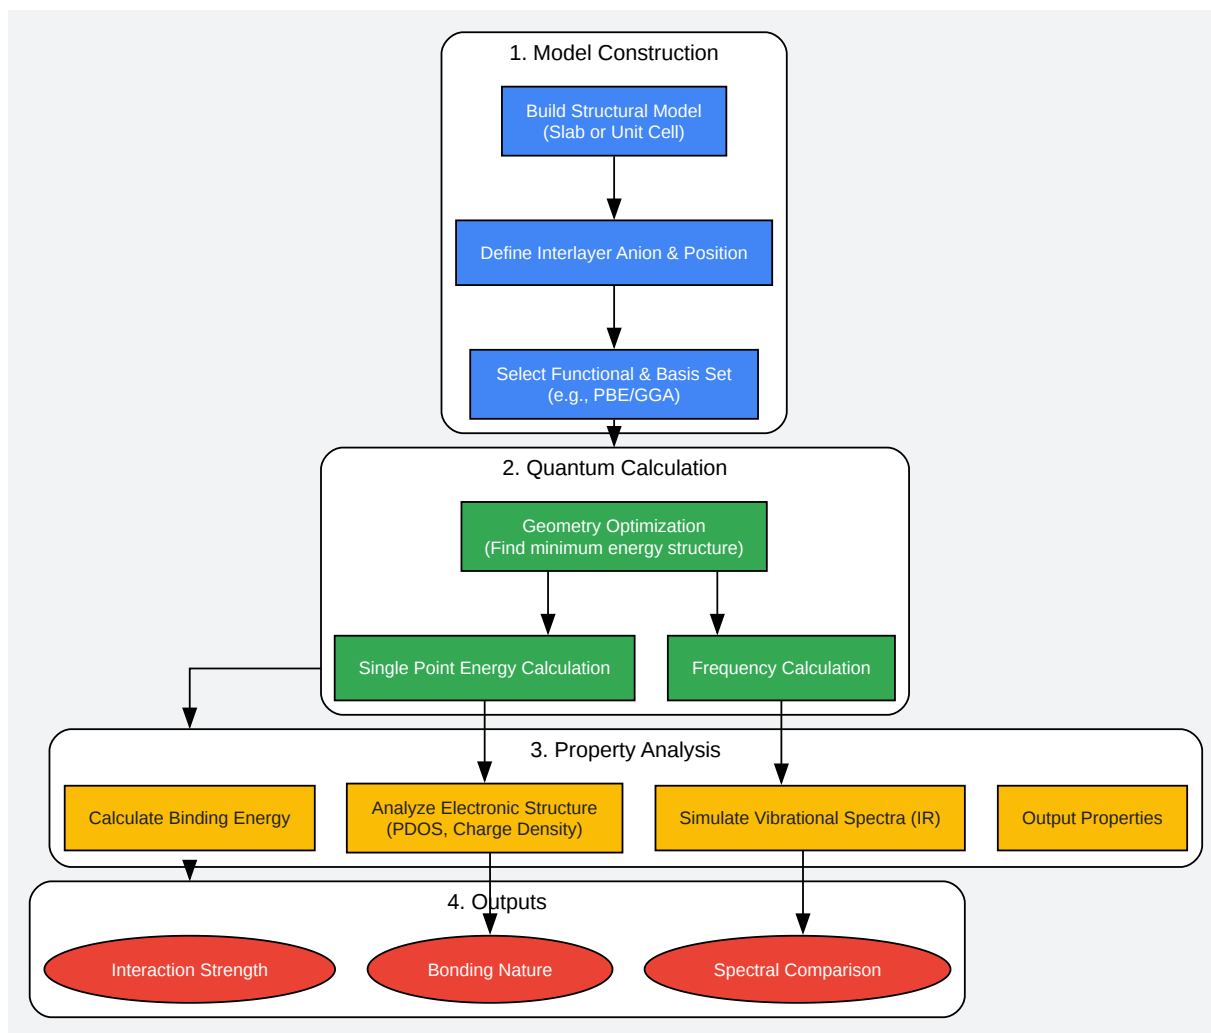 1. Model Construction
Build Structural Model
(Slab or Unit Cell)
Define Interlayer Anion & Position
Select Functional & Basis Set
(e.g., PBE/GGA)
2. Quantum Calculation
Geometry Optimization
(Find minimum energy structure)
Single Point Energy Calculation
Frequency Calculation
3. Property Analysis
Calculate Binding Energy
Analyze Electronic Structure
(PDOS, Charge Density)
Simulate Vibrational Spectra (IR)
Output Properties
4. Outputs
Interaction Strength
Bonding Nature
Spectral Comparison